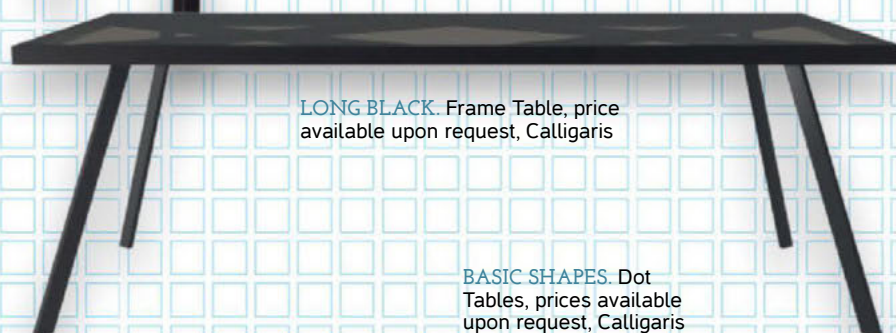 LONG BLACK. Frame Table, price
available upon request, Calligaris
BASIC SHAPES. Dot
Tables, prices available
upon request, Calligaris